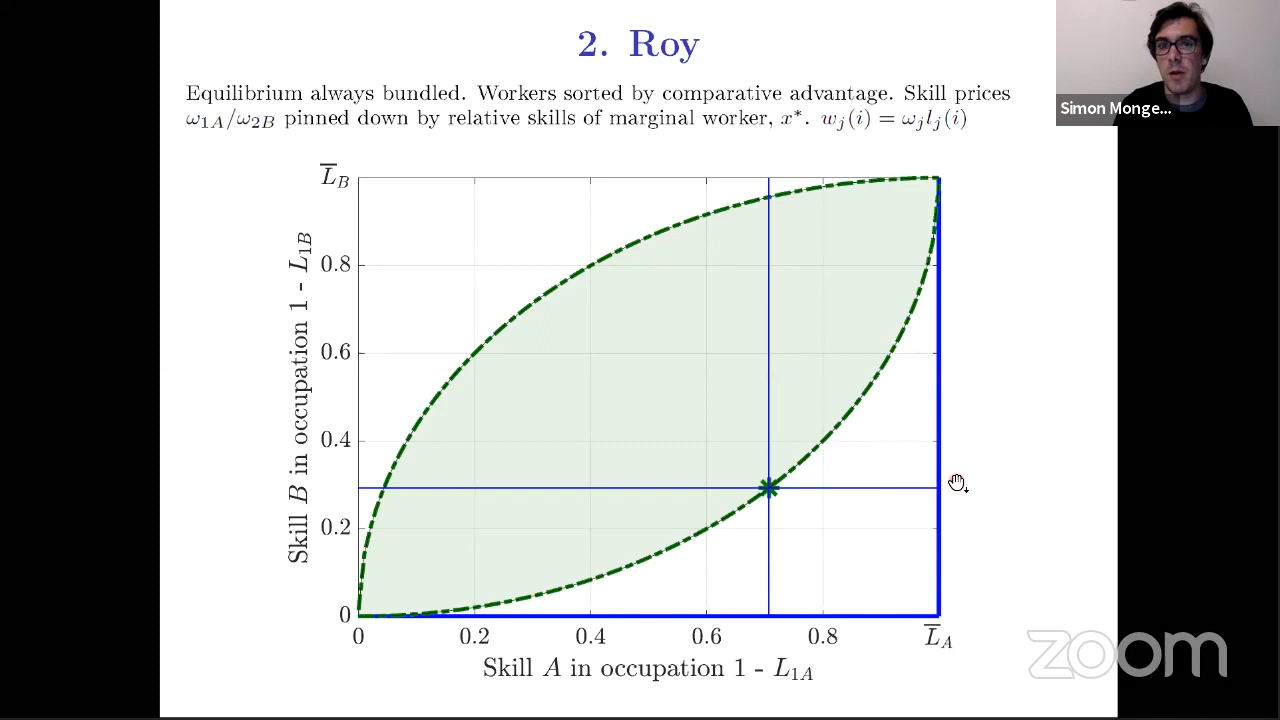 2. Roy
Equilibrium always bundled. Workers sorted by comparative advantage. Skill prices
ω₁A/ω₂B pinned down by relative skills of marginal worker, x*. wⱼ(i) = ωⱼlⱼ(i)
Simon Monge...
L̅_B
0.8
0.6
0.4
0.2
0
Skill B in occupation 1 - L₁B
0 0.2 0.4 0.6 0.8 L̅_A
Skill A in occupation 1 - L₁A
zoom